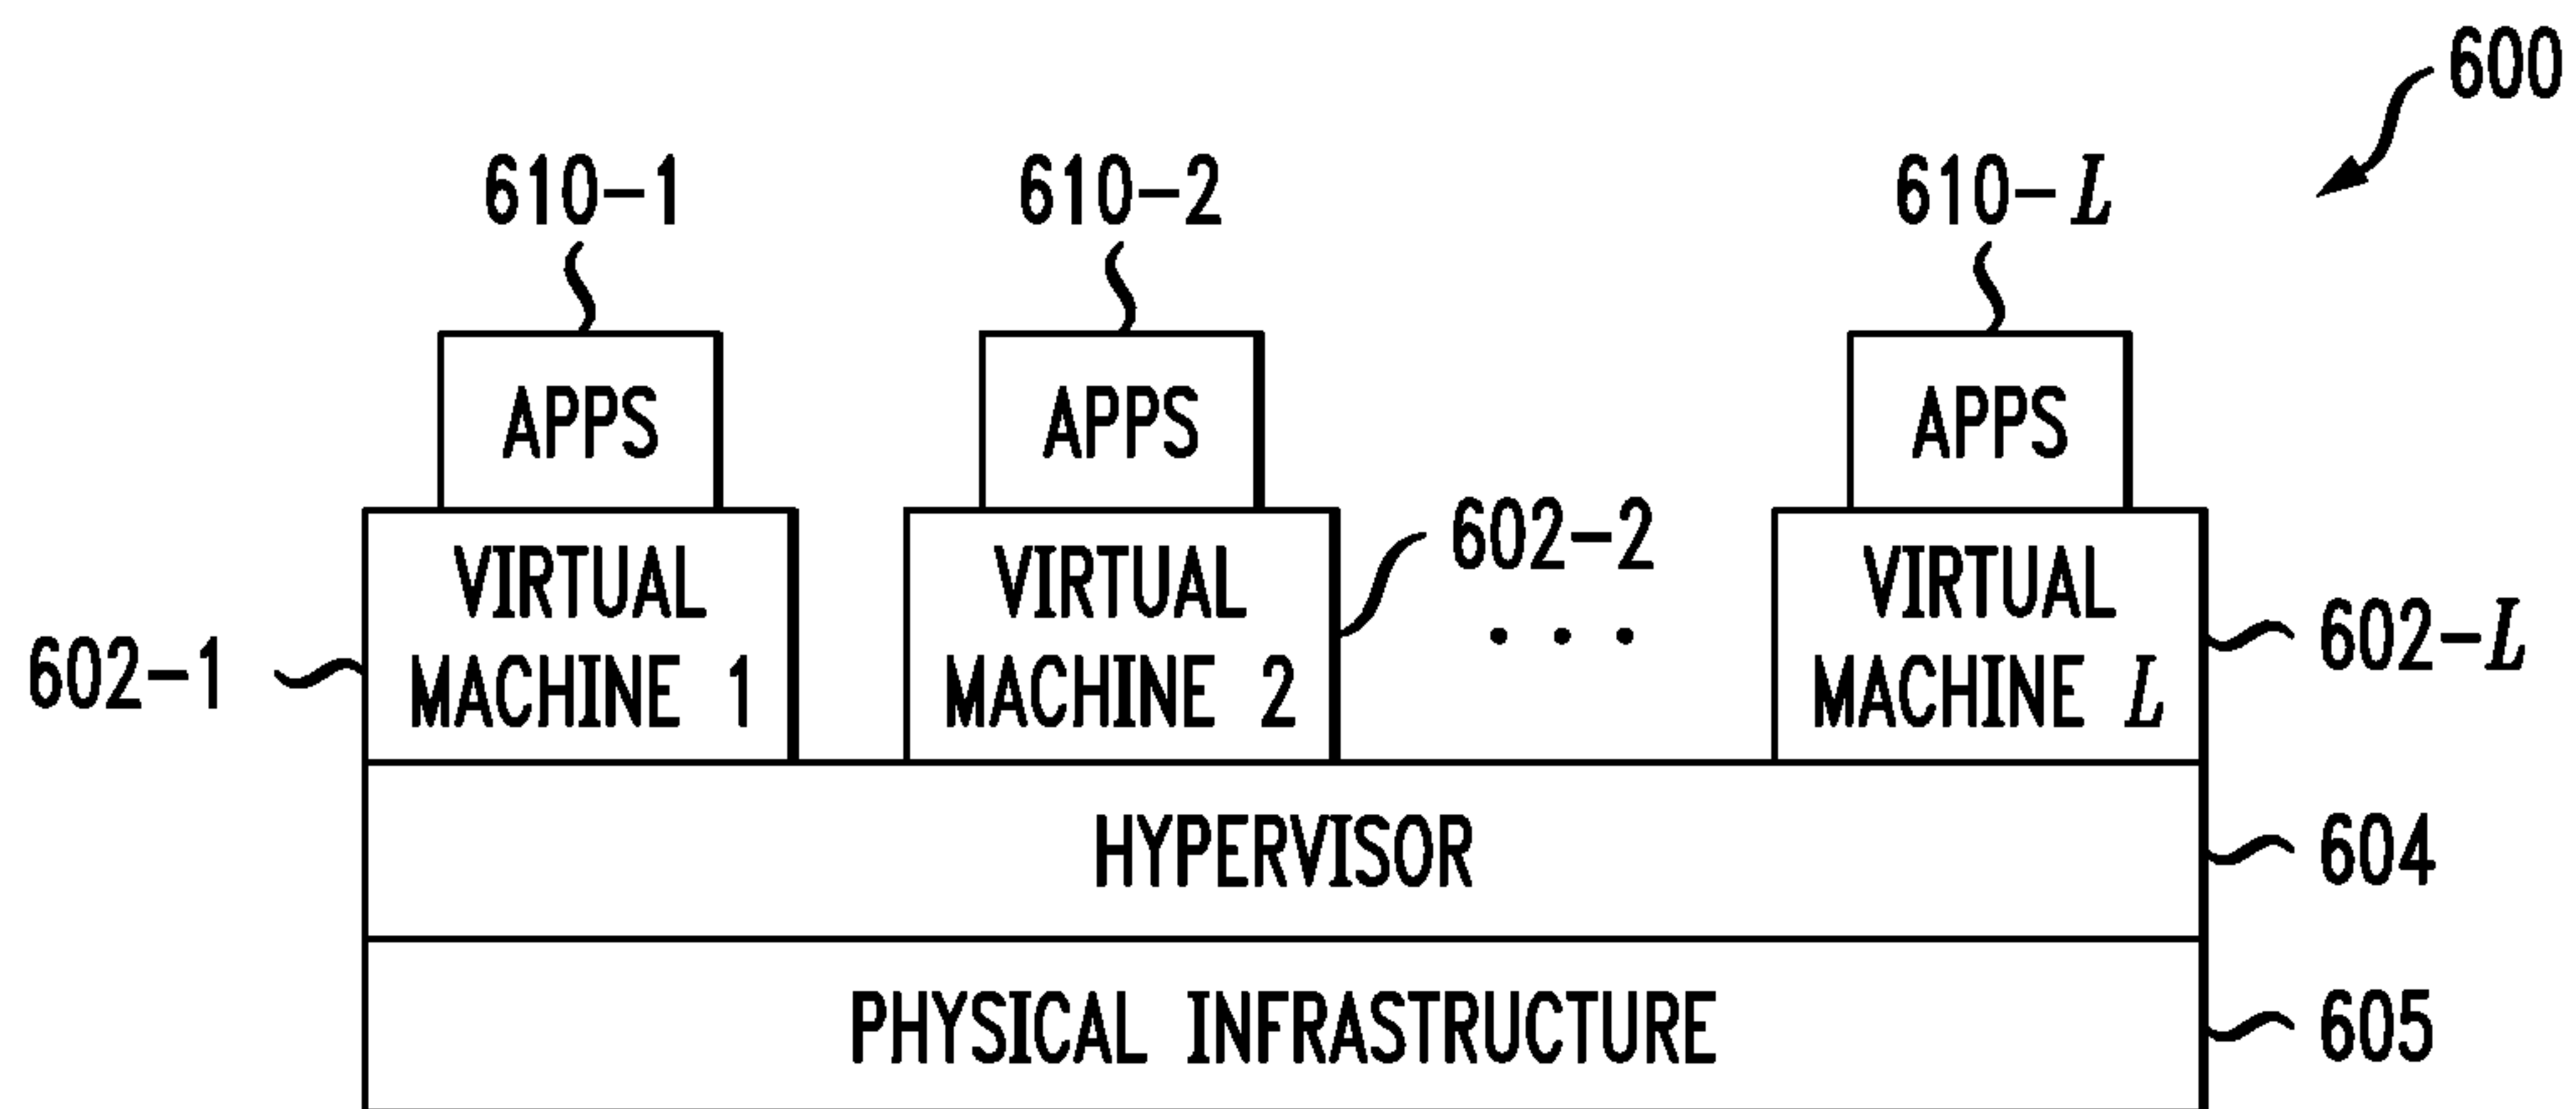 600
610-1 610-2 610-L
APPS APPS APPS
602-2
VIRTUAL VIRTUAL VIRTUAL
602-1 MACHINE 1 MACHINE 2 • • • MACHINE L 602-L
HYPERVISOR 604
PHYSICAL INFRASTRUCTURE 605